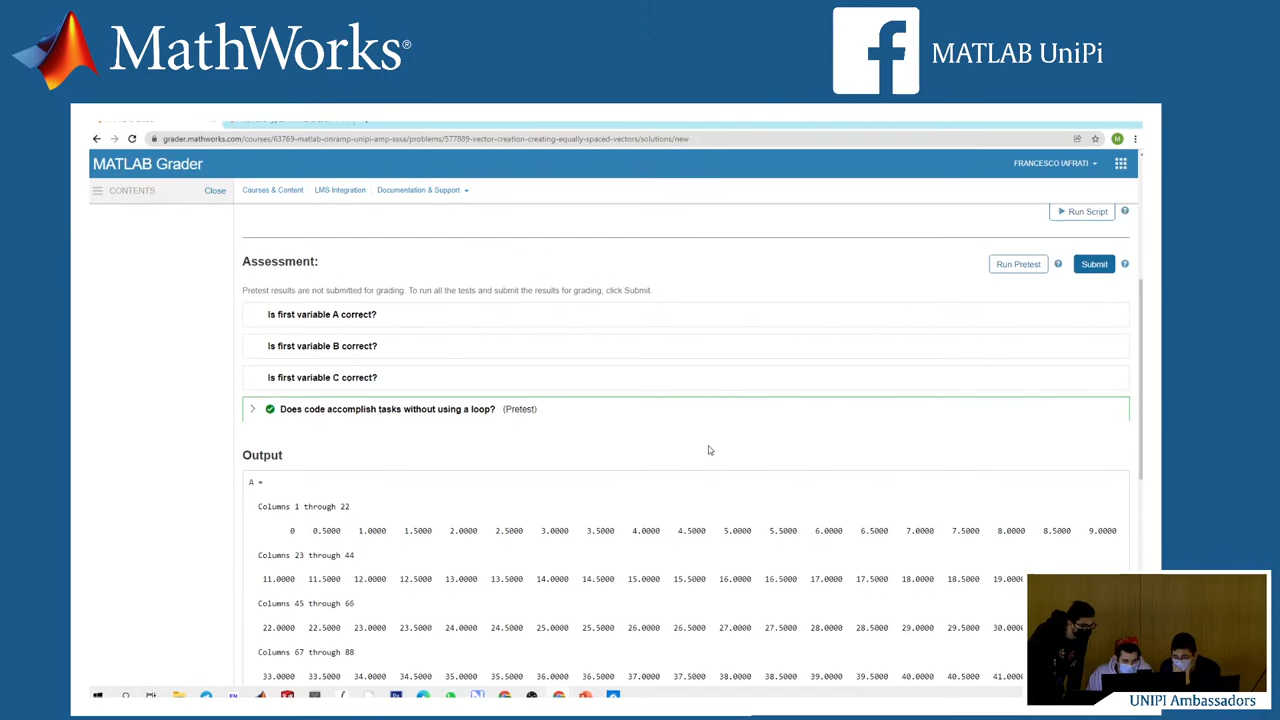 MathWorks®
MATLAB UniPi
grader.mathworks.com/courses/63769-matlab-onramp-unipi-amp-sssa/problems/577889-vector-creation-creating-equally-spaced-vectors/solutions/new
M
MATLAB Grader
FRANCESCO IAFRATI
CONTENTS
Close
Courses & Content
LMS Integration
Documentation & Support
Run Script
Assessment:
Run Pretest
Submit
Pretest results are not submitted for grading. To run all the tests and submit the results for grading, click Submit.
Is first variable A correct?
Is first variable B correct?
Is first variable C correct?
Does code accomplish tasks without using a loop? (Pretest)
Output
A =
Columns 1 through 22
0 0.5000 1.0000 1.5000 2.0000 2.5000 3.0000 3.5000 4.0000 4.5000 5.0000 5.5000 6.0000 6.5000 7.0000 7.5000 8.0000 8.5000 9.0000
Columns 23 through 44
11.0000 11.5000 12.0000 12.5000 13.0000 13.5000 14.0000 14.5000 15.0000 15.5000 16.0000 16.5000 17.0000 17.5000 18.0000 18.5000 19.0000
Columns 45 through 66
22.0000 22.5000 23.0000 23.5000 24.0000 24.5000 25.0000 25.5000 26.0000 26.5000 27.0000 27.5000 28.0000 28.5000 29.0000 29.5000 30.000
Columns 67 through 88
33.0000 33.5000 34.0000 34.5000 35.0000 35.5000 36.0000 36.5000 37.0000 37.5000 38.0000 38.5000 39.0000 39.5000 40.0000 40.5000 41.000
EN
UNIPI Ambassadors